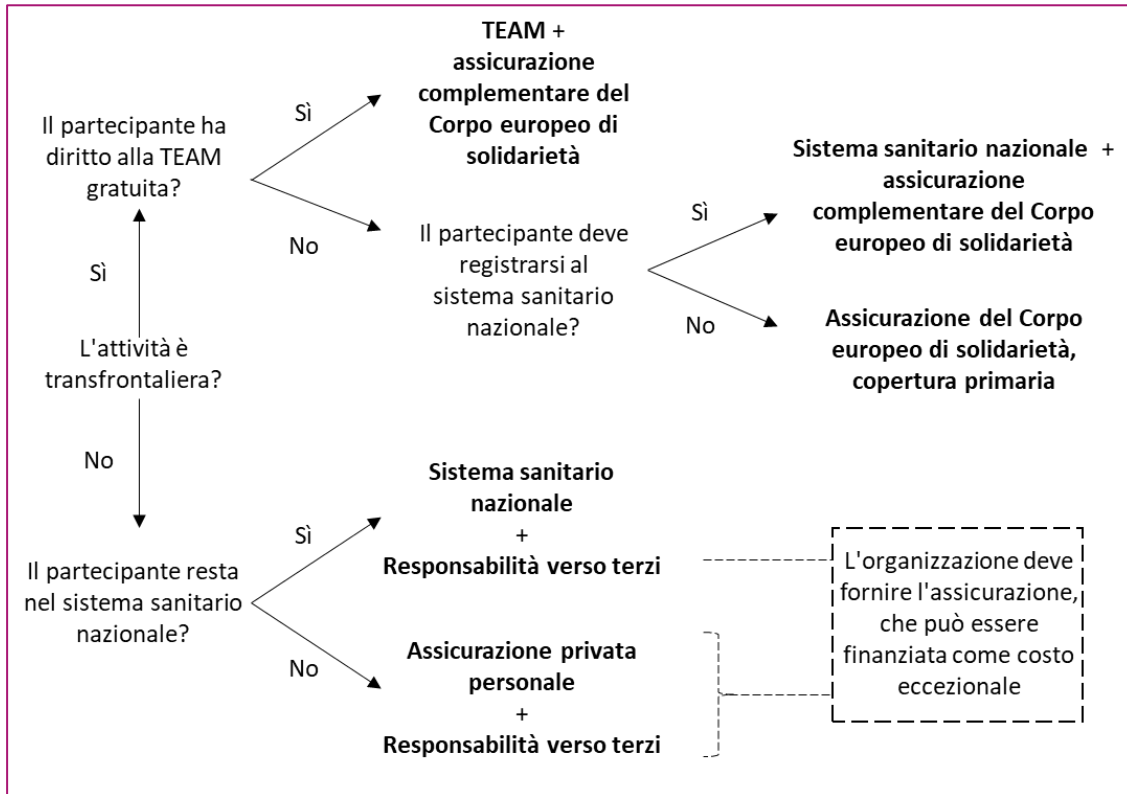 TEAM +
assicurazione
complementare del
Corpo europeo di
solidarietà
Sì
Il partecipante ha
diritto alla TEAM
gratuita?
No
Sistema sanitario nazionale +
assicurazione
complementare del Corpo
europeo di solidarietà
Sì
Il partecipante deve
registrarsi al
sistema sanitario
nazionale?
No
Assicurazione del Corpo
europeo di solidarietà,
copertura primaria
Sì
L'attività è
transfrontaliera?
No
Sistema sanitario
nazionale
+
Responsabilità verso terzi
Sì
Il partecipante resta
nel sistema sanitario
nazionale?
No
Assicurazione privata
personale
+
Responsabilità verso terzi
L'organizzazione deve
fornire l'assicurazione,
che può essere
finanziata come costo
eccezionale